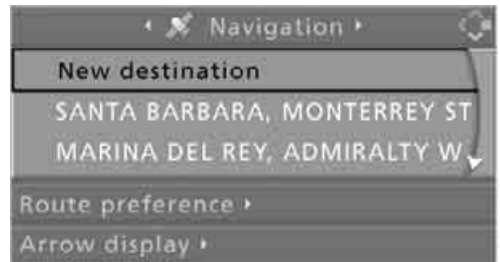 Navigation
New destination
SANTA BARBARA, MONTERREY ST
MARINA DEL REY, ADMIRALTY W
Route preference
Arrow display